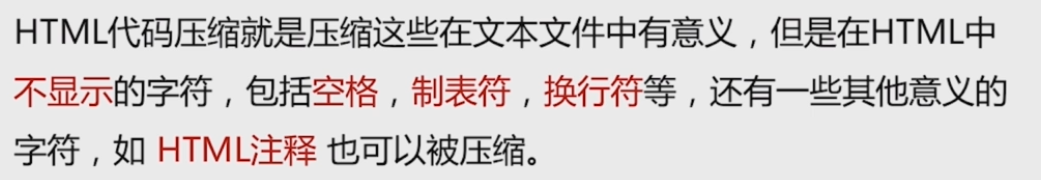 HTML代码压缩就是压缩这些在文本文件中有意义，但是在HTML中
不显示的字符，包括空格，制表符，换行符等，还有一些其他意义的
字符，如 HTML注释 也可以被压缩。